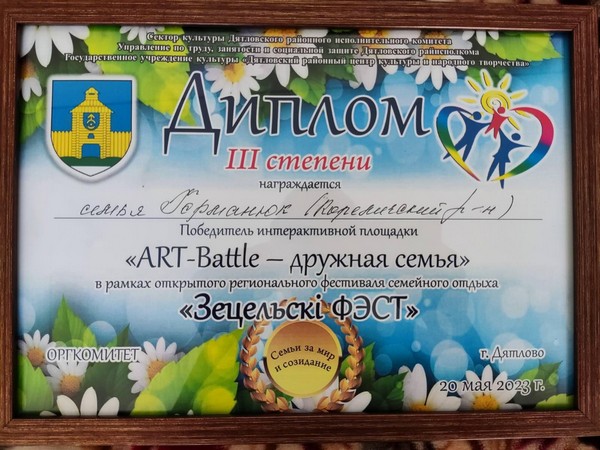 Сектор культуры Дятловского районного исполнительного комитета
Управление по труду, занятости и социальной защите Дятловского райисполкома
Государственное учреждение культуры «Дятловский районный центр культуры и народного творчества»
Диплом
III степени
награждается
семья Германюк (Кореличский р-н)
Победитель интерактивной площадки
«ART-Battle – дружная семья»
в рамках открытого регионального фестиваля семейного отдыха
«Зецельскі ФЭСТ»
Семьи за мир
и созидание
ОРГКОМИТЕТ
г. Дятлово
20 мая 2023 г.